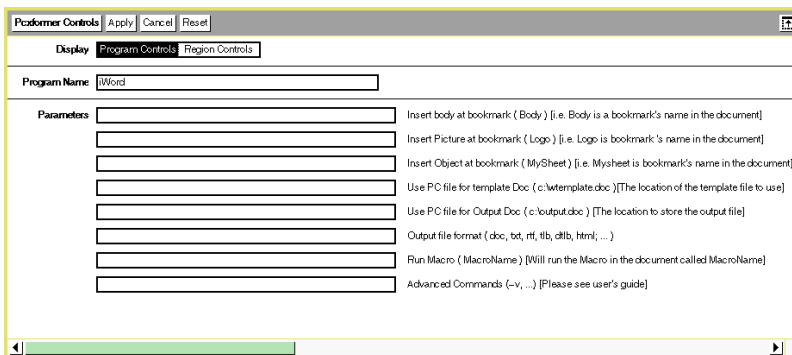 Pcxformer Controls Apply Cancel Reset
Display Program Controls Region Controls
Program Name iWord
Parameters Insert body at bookmark ( Body ) [i.e. Body is a bookmark's name in the document]
Insert Picture at bookmark ( Logo ) [i.e. Logo is bookmark 's name in the document]
Insert Object at bookmark ( MySheet ) [i.e. Mysheet is bookmark's name in the document]
Use PC file for template Doc ( c:\wtemplate.doc )[The location of the template file to use]
Use PC file for Output Doc ( c:\output.doc ) [The location to store the output file]
Output file format ( doc, txt, rtf, tlb, dtlb, html; ... )
Run Macro ( MacroName ) [Will run the Macro in the document called MacroName]
Advanced Commands (–v, ...) [Please see user's guide]